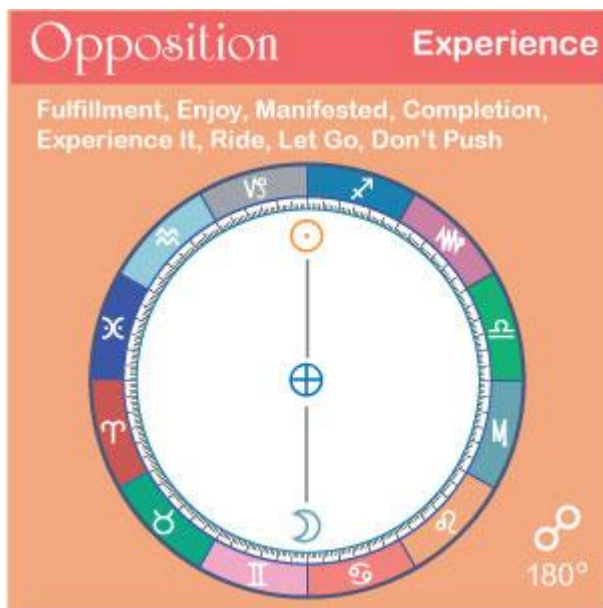 Opposition Experience
Fulfillment, Enjoy, Manifested, Completion,
Experience It, Ride, Let Go, Don't Push
180°